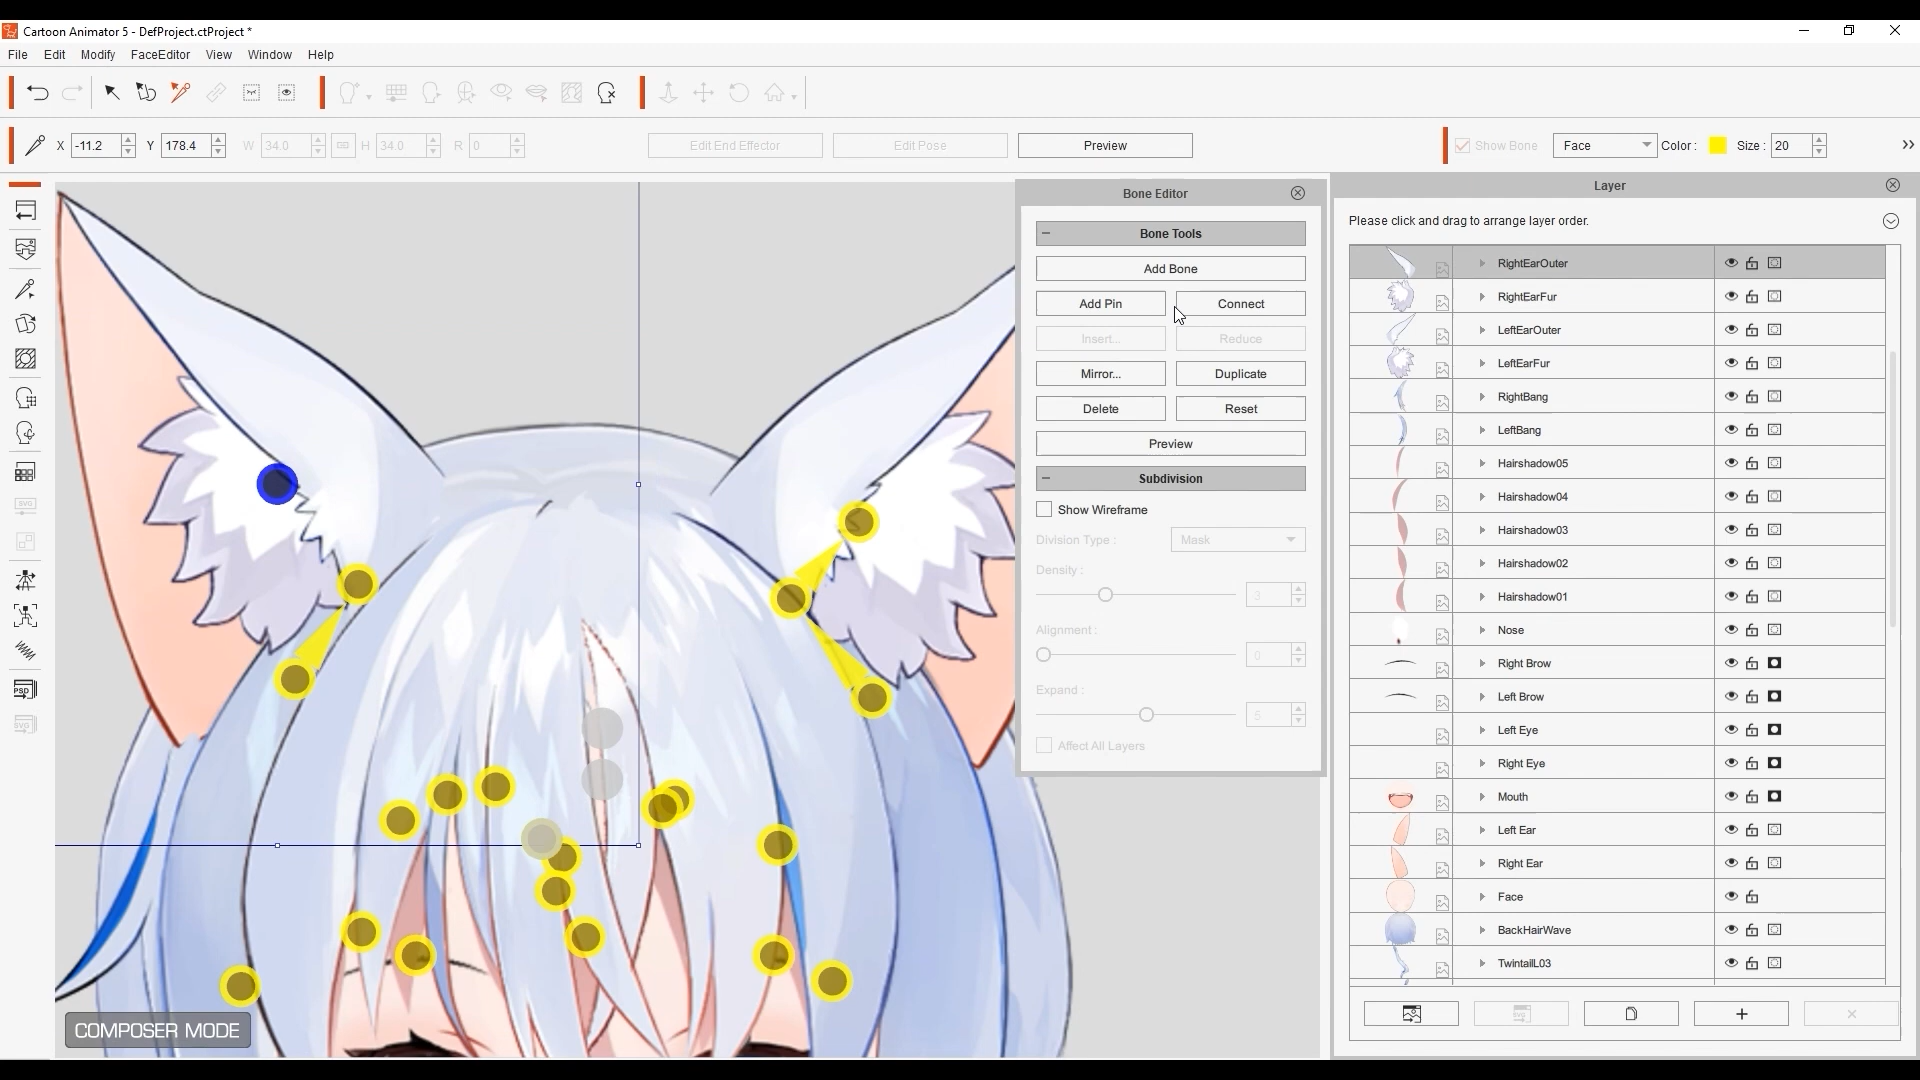 Cartoon Animator 5 - DefProject.ctProject *
File Edit Modify FaceEditor View Window Help
X -11.2 Y 178.4 W 34.0 H 34.0 R 0 Edit End Effector Edit Pose Preview Show Bone Face Color : Size : 20
Bone Editor
Bone Tools
Add Bone
Add Pin Connect
Insert... Reduce
Mirror... Duplicate
Delete Reset
Preview
Subdivision
Show Wireframe
Division Type : Mask
Density :
3
Alignment :
0
Expand :
5
Affect All Layers
Layer
Please click and drag to arrange layer order.
RightEarOuter
RightEarFur
LeftEarOuter
LeftEarFur
RightBang
LeftBang
Hairshadow05
Hairshadow04
Hairshadow03
Hairshadow02
Hairshadow01
Nose
Right Brow
Left Brow
Left Eye
Right Eye
Mouth
Left Ear
Right Ear
Face
BackHairWave
TwintailL03
SVG
PSD
SVG
SVG
COMPOSER MODE